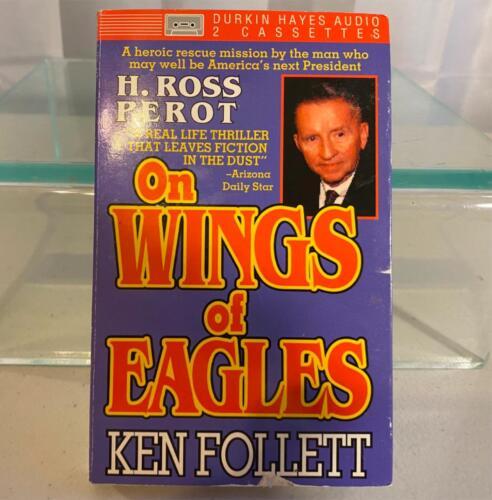 DURKIN HAYES AUDIO
2 CASSETTES
A heroic rescue mission by the man who
may well be America's next President
H. ROSS
PEROT
REAL LIFE THRILLER
THAT LEAVES FICTION
IN THE DUST"
–Arizona
Daily Star
On
WINGS
of
EAGLES
KEN FOLLETT